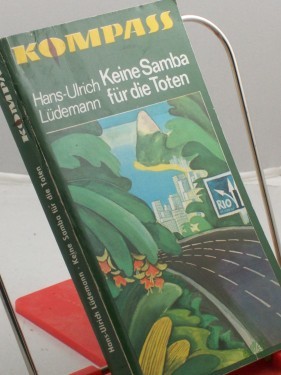 KOMPASS
Hans-Ulrich
Lüdemann
Keine Samba
für die Toten
RIO
KOMPASS
Hans-Ulrich Lüdemann Keine Samba für die Toten